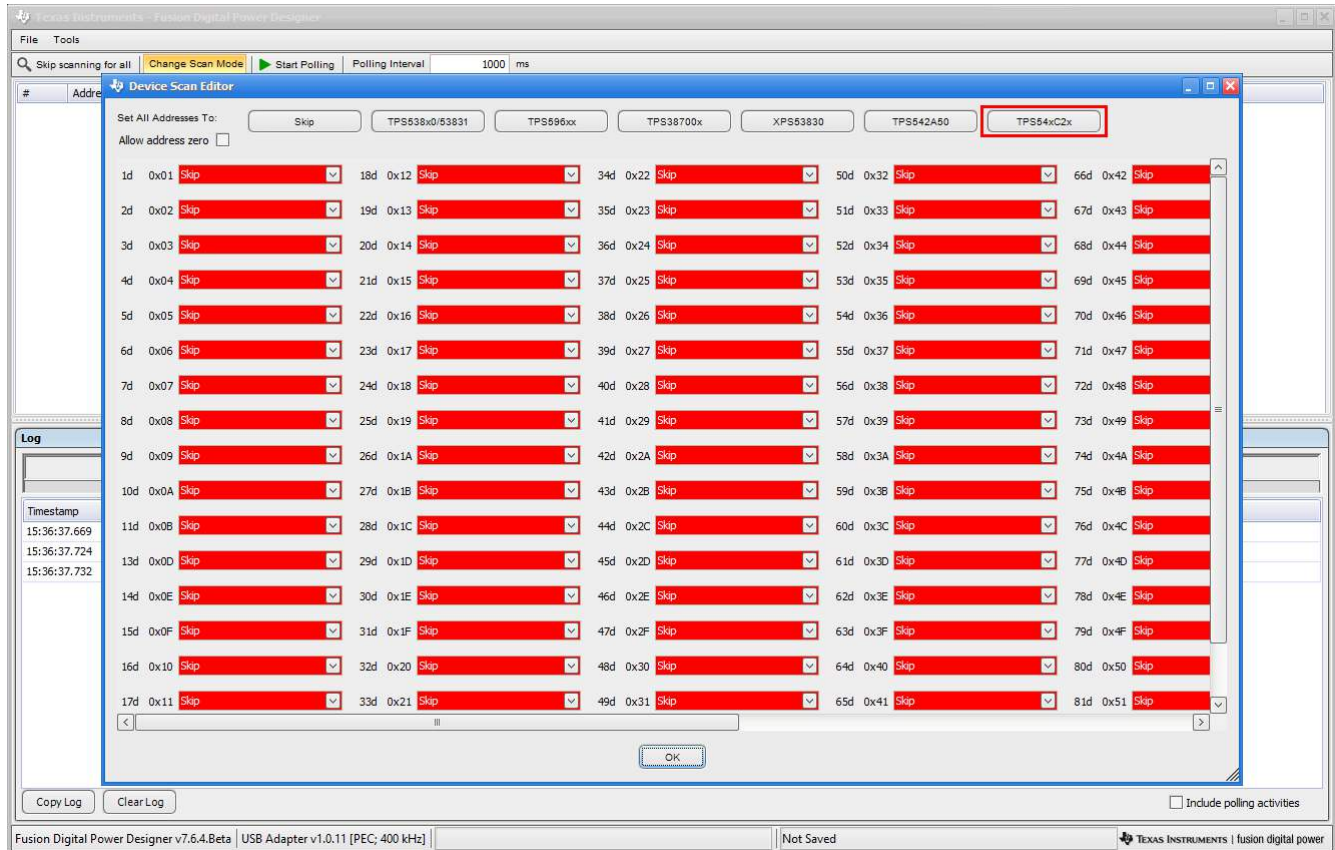 Texas Instruments - Fusion Digital Power Designer
File Tools
Skip scanning for all Change Scan Mode Start Polling Polling Interval 1000 ms
# Addre
Device Scan Editor
Set All Addresses To: Skip TPS538x0/53831 TPS596xx TPS38700x XPS53830 TPS542A50 TPS54xC2x
Allow address zero
1d 0x01 Skip 18d 0x12 Skip 34d 0x22 Skip 50d 0x32 Skip 66d 0x42 Skip
2d 0x02 Skip 19d 0x13 Skip 35d 0x23 Skip 51d 0x33 Skip 67d 0x43 Skip
3d 0x03 Skip 20d 0x14 Skip 36d 0x24 Skip 52d 0x34 Skip 68d 0x44 Skip
4d 0x04 Skip 21d 0x15 Skip 37d 0x25 Skip 53d 0x35 Skip 69d 0x45 Skip
5d 0x05 Skip 22d 0x16 Skip 38d 0x26 Skip 54d 0x36 Skip 70d 0x46 Skip
6d 0x06 Skip 23d 0x17 Skip 39d 0x27 Skip 55d 0x37 Skip 71d 0x47 Skip
7d 0x07 Skip 24d 0x18 Skip 40d 0x28 Skip 56d 0x38 Skip 72d 0x48 Skip
8d 0x08 Skip 25d 0x19 Skip 41d 0x29 Skip 57d 0x39 Skip 73d 0x49 Skip
Log
9d 0x09 Skip 26d 0x1A Skip 42d 0x2A Skip 58d 0x3A Skip 74d 0x4A Skip
10d 0x0A Skip 27d 0x1B Skip 43d 0x2B Skip 59d 0x3B Skip 75d 0x4B Skip
Timestamp
15:36:37.669 11d 0x0B Skip 28d 0x1C Skip 44d 0x2C Skip 60d 0x3C Skip 76d 0x4C Skip
15:36:37.724 13d 0x0D Skip 29d 0x1D Skip 45d 0x2D Skip 61d 0x3D Skip 77d 0x4D Skip
15:36:37.732
14d 0x0E Skip 30d 0x1E Skip 46d 0x2E Skip 62d 0x3E Skip 78d 0x4E Skip
15d 0x0F Skip 31d 0x1F Skip 47d 0x2F Skip 63d 0x3F Skip 79d 0x4F Skip
16d 0x10 Skip 32d 0x20 Skip 48d 0x30 Skip 64d 0x40 Skip 80d 0x50 Skip
17d 0x11 Skip 33d 0x21 Skip 49d 0x31 Skip 65d 0x41 Skip 81d 0x51 Skip
OK
Copy Log Clear Log Include polling activities
Fusion Digital Power Designer v7.6.4.Beta USB Adapter v1.0.11 [PEC; 400 kHz] Not Saved TEXAS INSTRUMENTS | fusion digital power